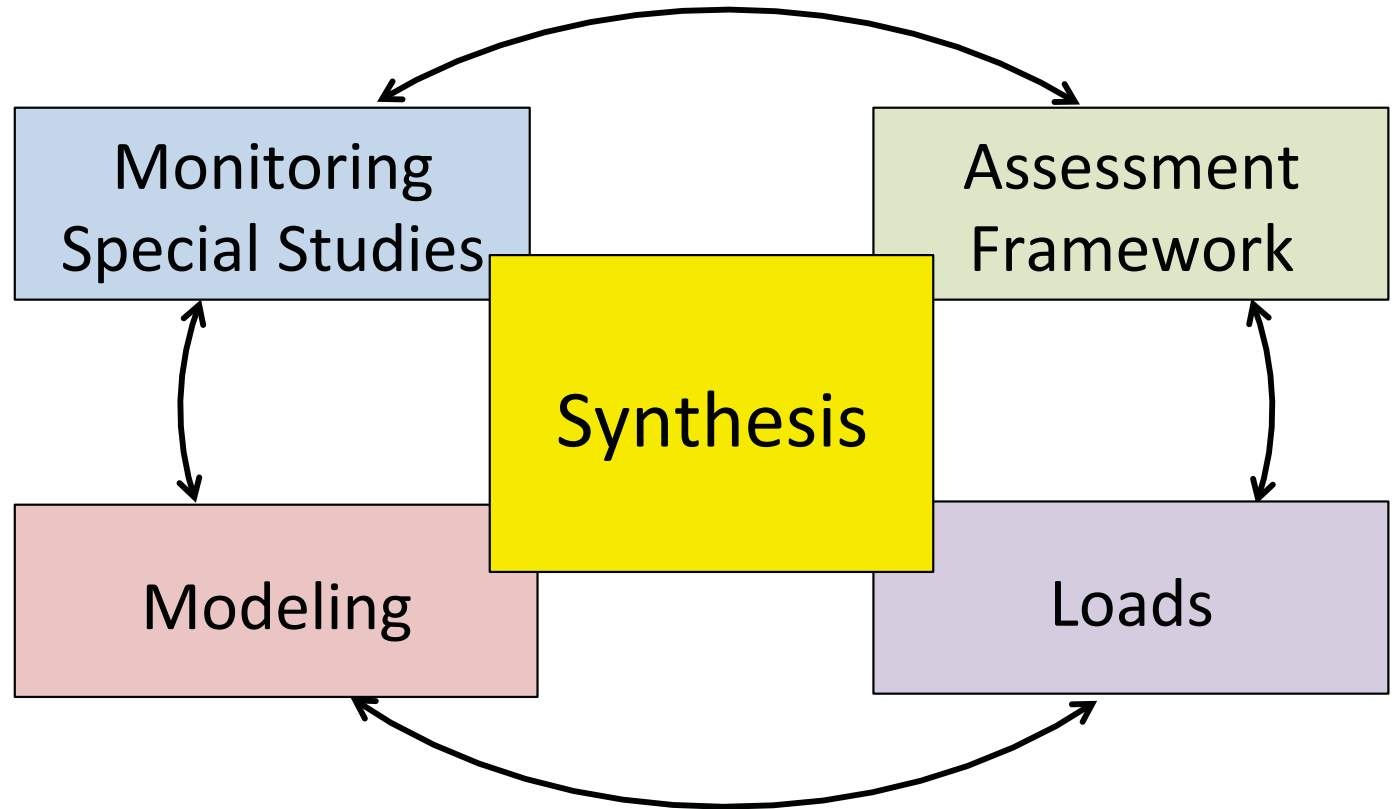 Monitoring
Special Studies
Assessment
Framework
Synthesis
Modeling
Loads